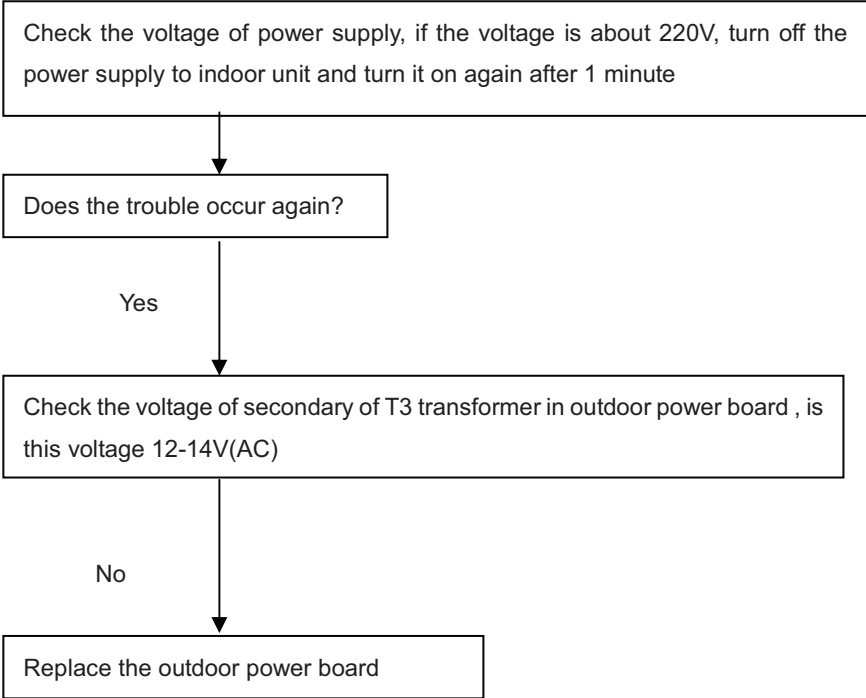 Check the voltage of power supply, if the voltage is about 220V, turn off the
power supply to indoor unit and turn it on again after 1 minute
Does the trouble occur again?
Yes
Check the voltage of secondary of T3 transformer in outdoor power board , is
this voltage 12-14V(AC)
No
Replace the outdoor power board